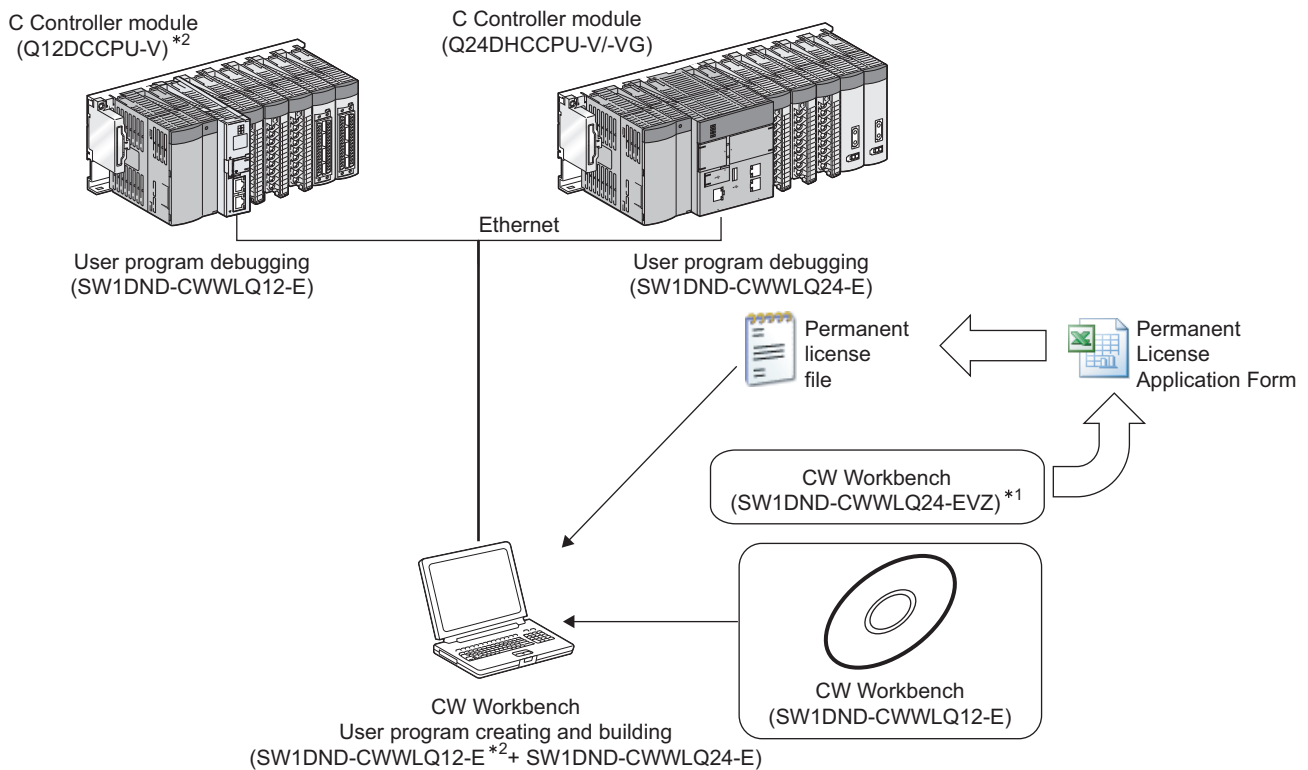 C Controller module
(Q12DCCPU-V) *2
C Controller module
(Q24DHCCPU-V/-VG)
Ethernet
User program debugging
(SW1DND-CWWLQ12-E)
User program debugging
(SW1DND-CWWLQ24-E)
Permanent
license
file
Permanent
License
Application Form
CW Workbench
(SW1DND-CWWLQ24-EVZ) *1
CW Workbench
(SW1DND-CWWLQ12-E)
CW Workbench
User program creating and building
(SW1DND-CWWLQ12-E *2+ SW1DND-CWWLQ24-E)